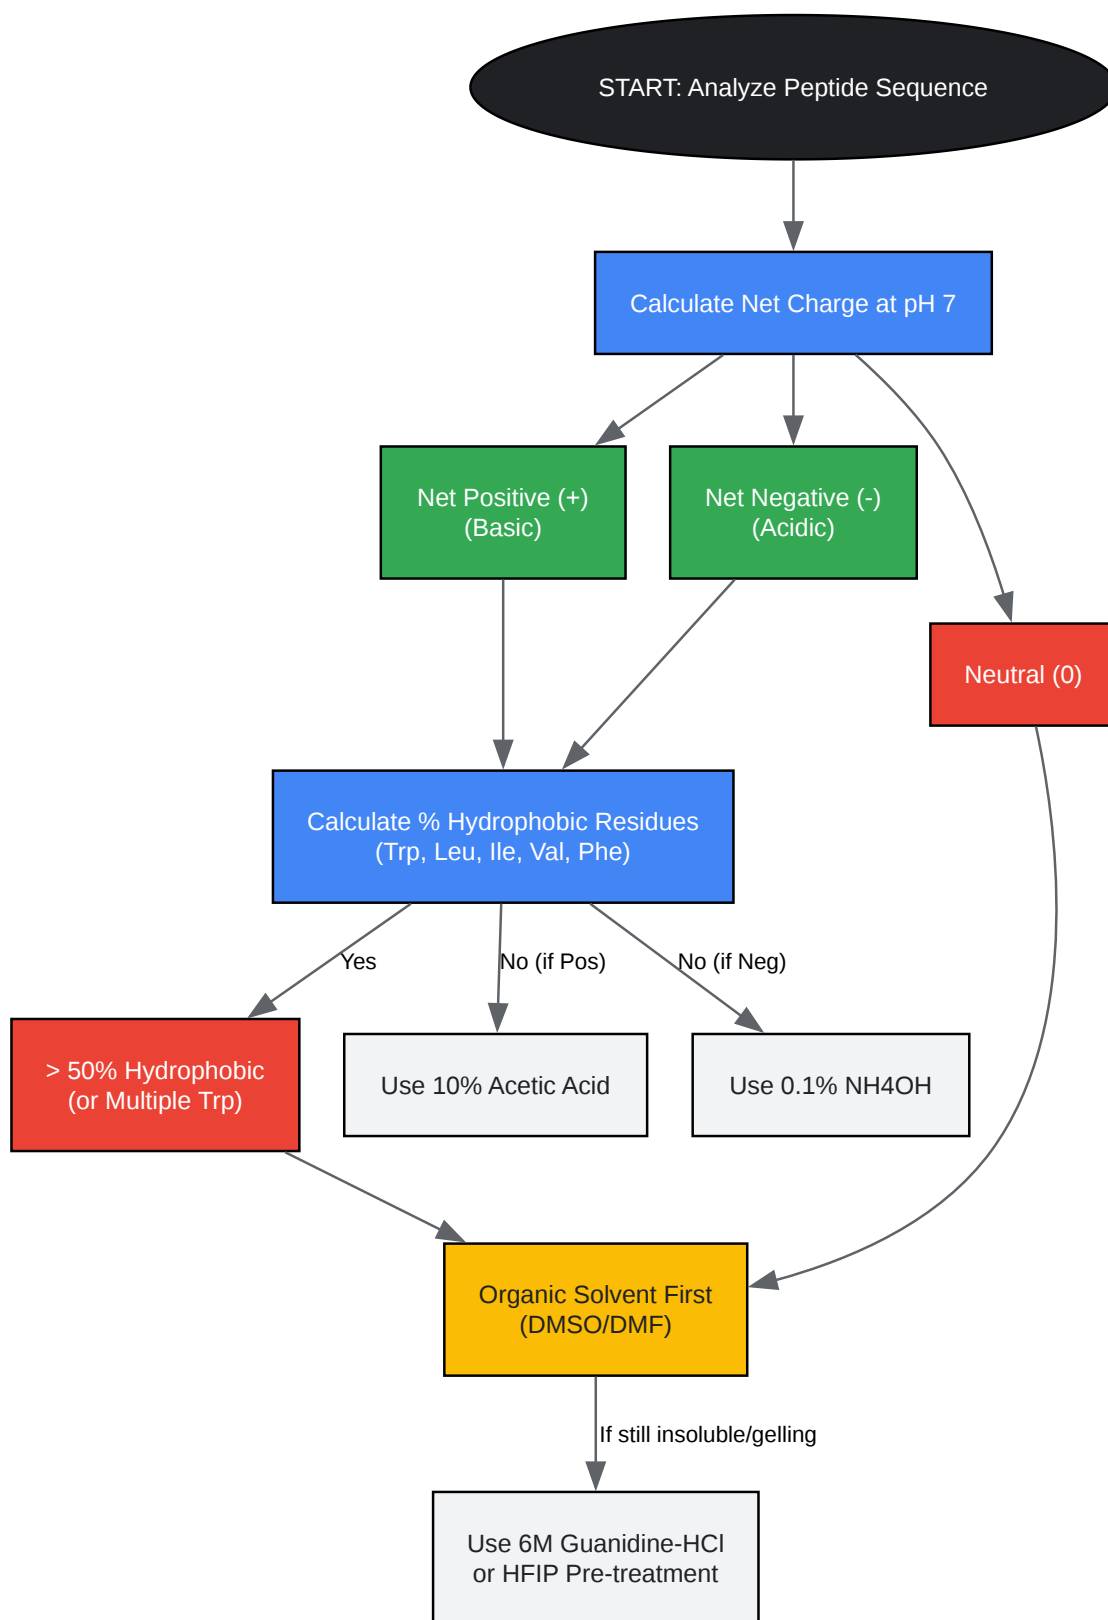 START: Analyze Peptide Sequence
Calculate Net Charge at pH 7
Net Positive (+)
(Basic)
Net Negative (-)
(Acidic)
Neutral (0)
Calculate % Hydrophobic Residues
(Trp, Leu, Ile, Val, Phe)
Yes
No (if Pos)
No (if Neg)
> 50% Hydrophobic
(or Multiple Trp)
Use 10% Acetic Acid
Use 0.1% NH4OH
Organic Solvent First
(DMSO/DMF)
If still insoluble/gelling
Use 6M Guanidine-HCl
or HFIP Pre-treatment